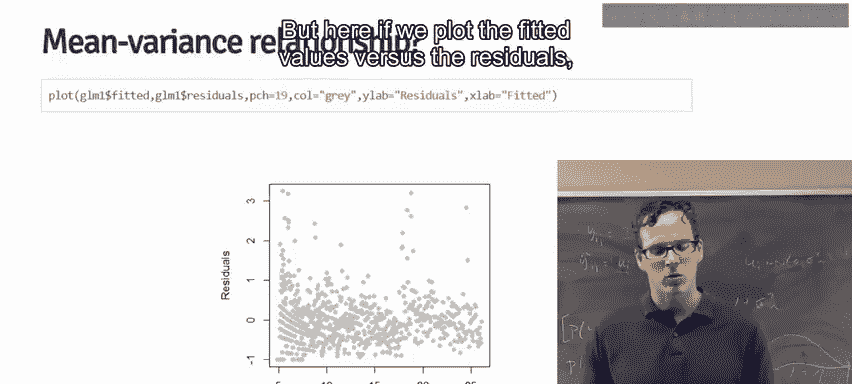 Mean-variance relationship?
But here if we plot the fitted
values versus the residuals,
plot(glm1$fitted,glm1$residuals,pch=19,col="grey",ylab="Residuals",xlab="Fitted")
Residuals
3
2
1
0
-1
5
10
15
20
25